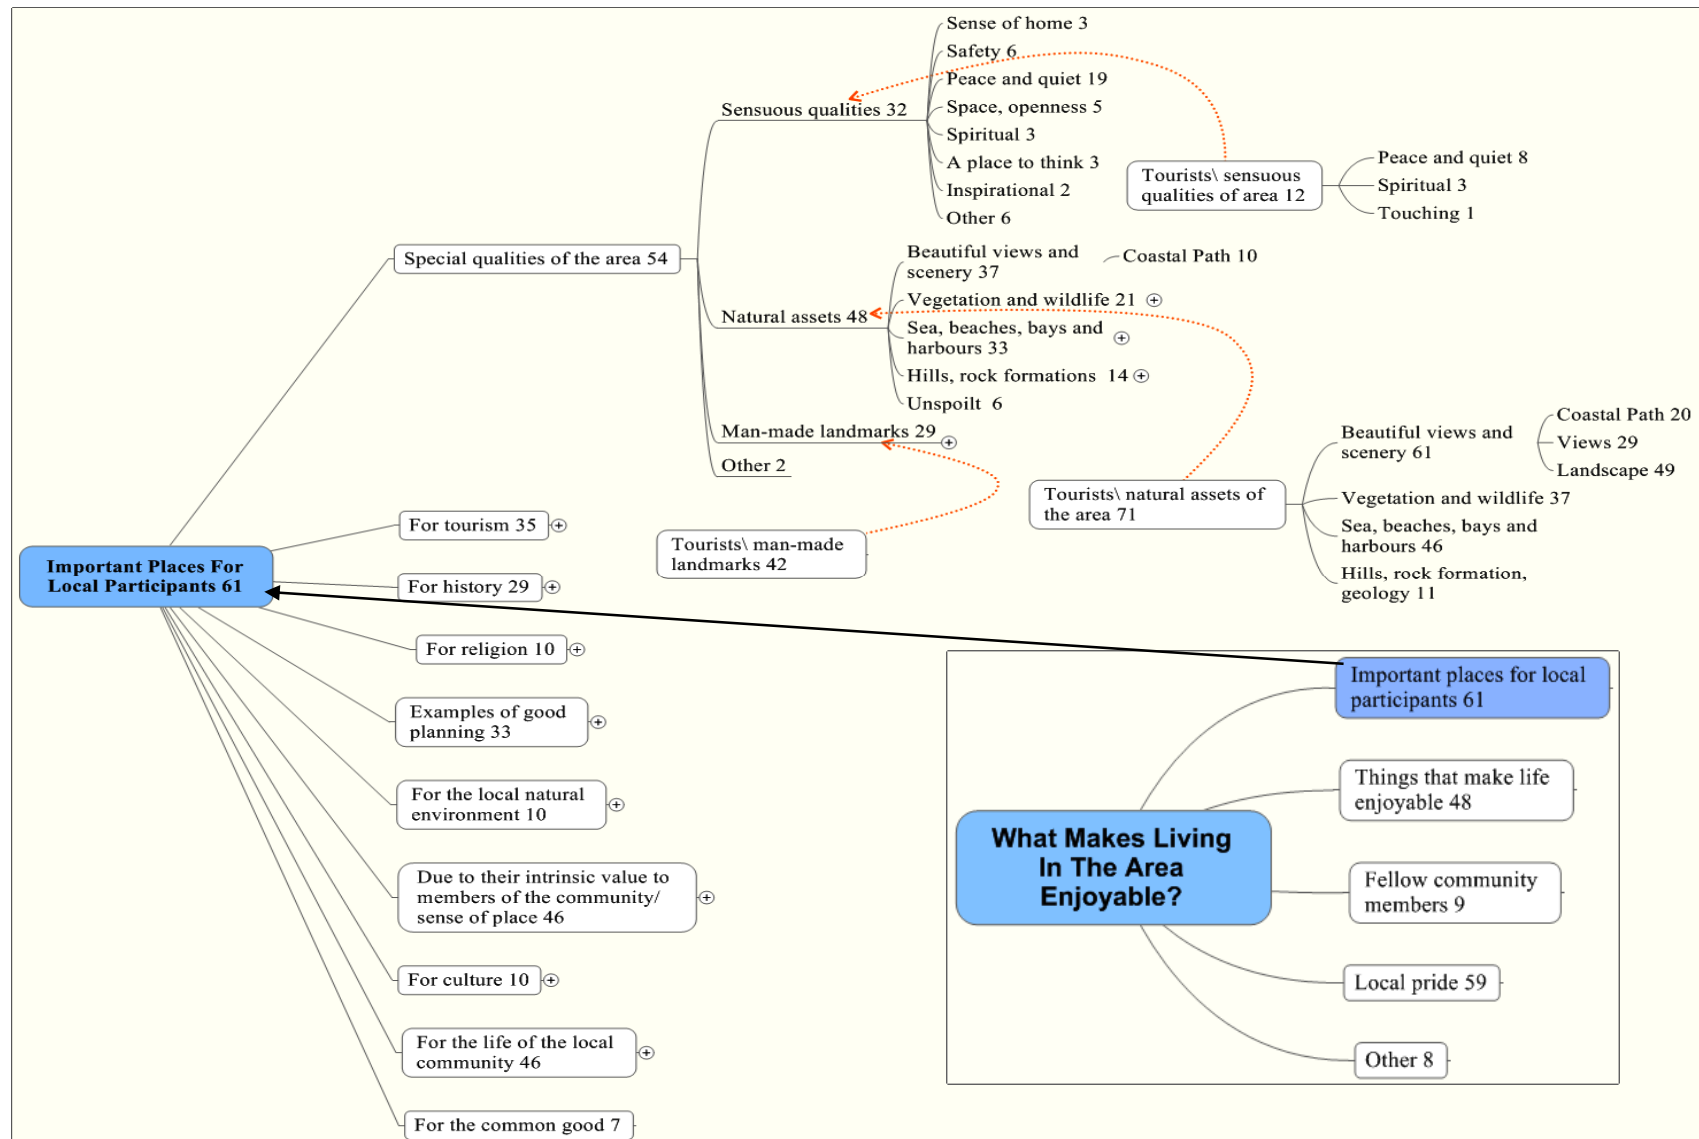 Sense of home 3
Safety 6
Peace and quiet 19
Sensuous qualities 32
Space, openness 5
Spiritual 3
A place to think 3
Inspirational 2
Other 6
Tourists\ sensuous
qualities of area 12
Peace and quiet 8
Spiritual 3
Touching 1
Special qualities of the area 54
Beautiful views and
scenery 37
Coastal Path 10
Natural assets 48
Vegetation and wildlife 21
Sea, beaches, bays and
harbours 33
Hills, rock formations 14
Unspoilt 6
Man-made landmarks 29
Other 2
Tourists\ man-made
landmarks 42
Tourists\ natural assets of
the area 71
Beautiful views and
scenery 61
Coastal Path 20
Views 29
Landscape 49
Vegetation and wildlife 37
Sea, beaches, bays and
harbours 46
Hills, rock formation,
geology 11
Important Places For
Local Participants 61
For tourism 35
For history 29
For religion 10
Examples of good
planning 33
For the local natural
environment 10
Due to their intrinsic value to
members of the community/
sense of place 46
For culture 10
For the life of the local
community 46
For the common good 7
What Makes Living
In The Area
Enjoyable?
Important places for local
participants 61
Things that make life
enjoyable 48
Fellow community
members 9
Local pride 59
Other 8